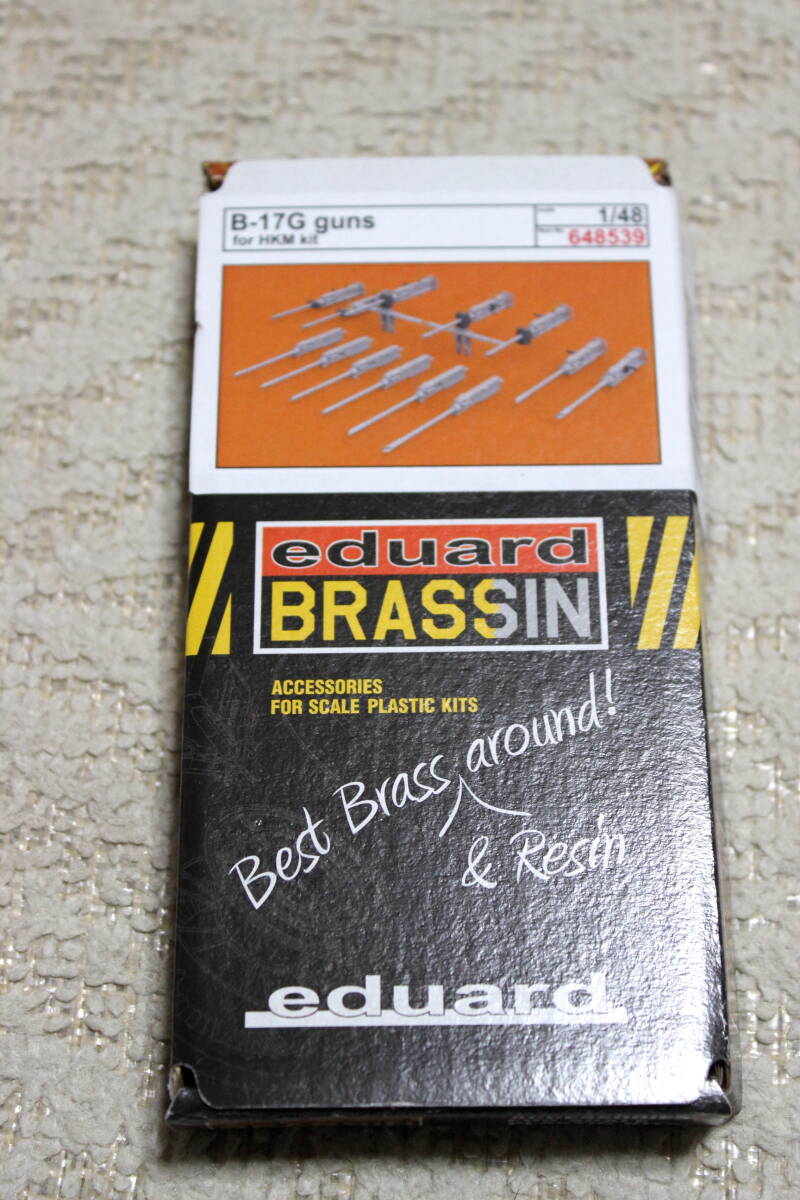 B-17G guns
for HKM kit
1/48
648539
eduard
BRASSIN
ACCESSORIES
FOR SCALE PLASTIC KITS
Best Brass around!
& Resin
eduard